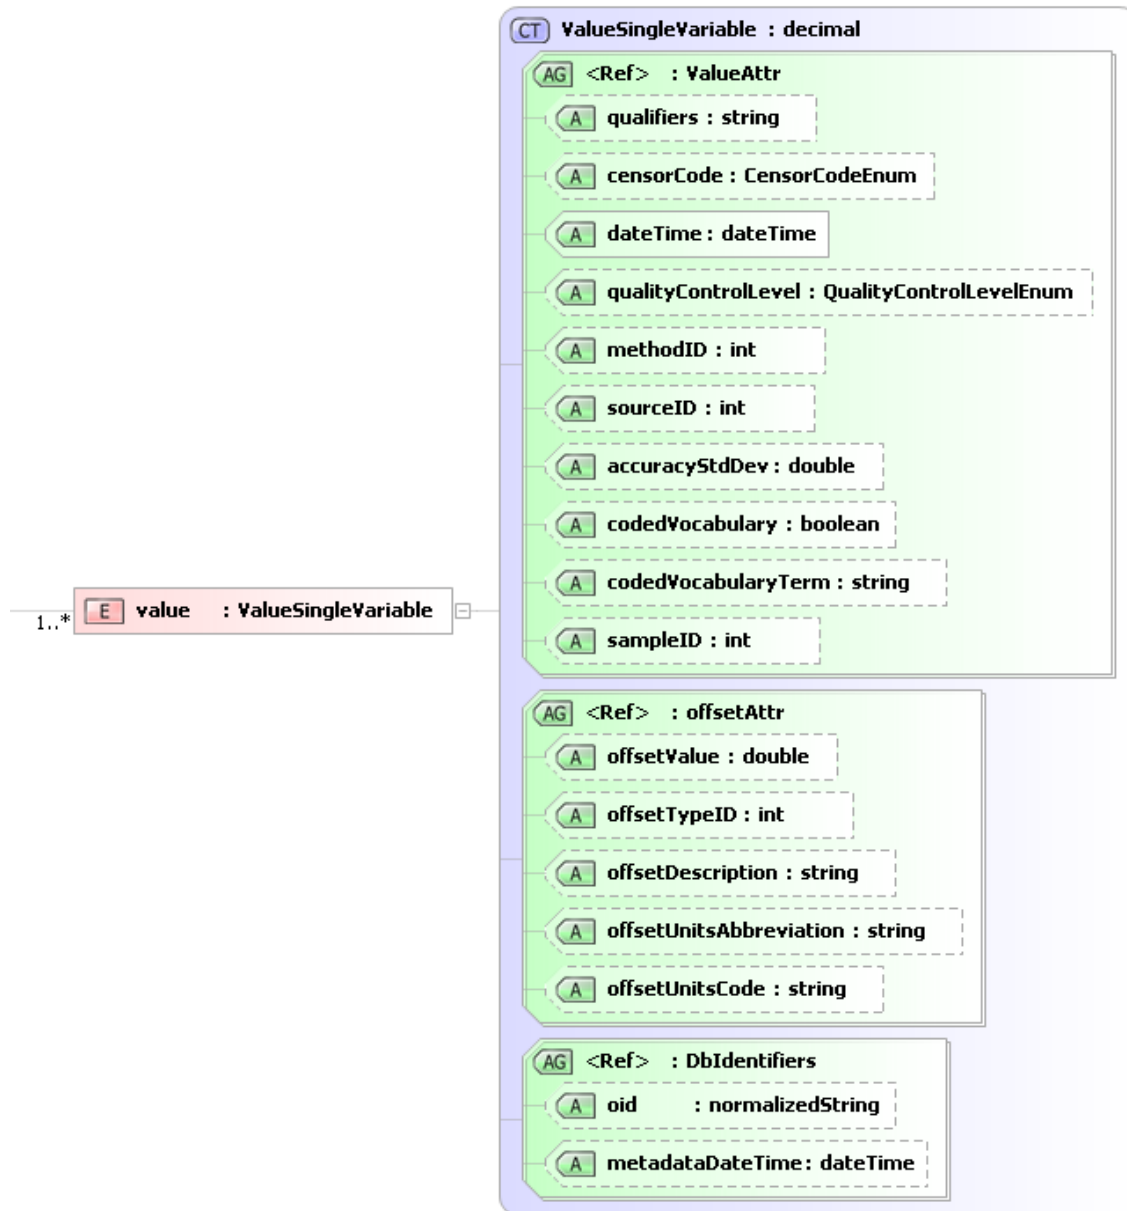 CT ValueSingleVariable : decimal
AG <Ref> : ValueAttr
A qualifiers : string
A censorCode : CensorCodeEnum
A dateTime : dateTime
A qualityControlLevel : QualityControlLevelEnum
A methodID : int
A sourceID : int
A accuracyStdDev : double
A codedVocabulary : boolean
A codedVocabularyTerm : string
1..* E value : ValueSingleVariable
A sampleID : int
AG <Ref> : offsetAttr
A offsetValue : double
A offsetTypeID : int
A offsetDescription : string
A offsetUnitsAbbreviation : string
A offsetUnitsCode : string
AG <Ref> : DbIdentifiers
A oid : normalizedString
A metadataDateTime : dateTime